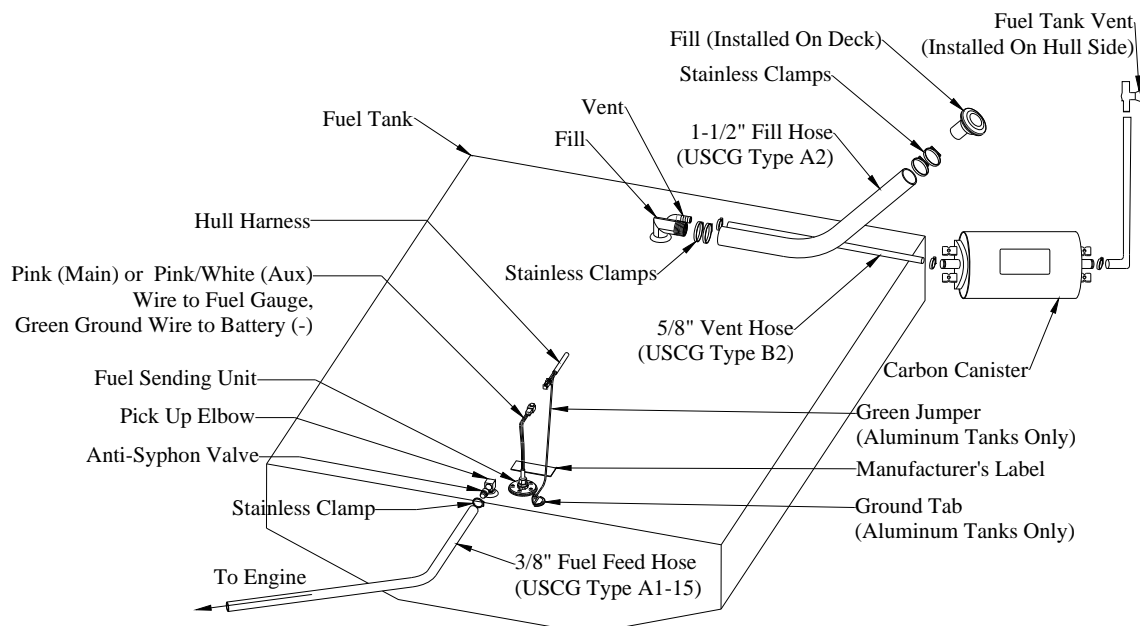 Fuel Tank Vent
(Installed On Hull Side)
Fill (Installed On Deck)
Stainless Clamps
Vent
Fuel Tank
1-1/2" Fill Hose
(USCG Type A2)
Fill
Hull Harness
Stainless Clamps
Pink (Main) or Pink/White (Aux)
Wire to Fuel Gauge,
Green Ground Wire to Battery (-)
5/8" Vent Hose
(USCG Type B2)
Carbon Canister
Fuel Sending Unit
Pick Up Elbow
Anti-Syphon Valve
Stainless Clamp
Green Jumper
(Aluminum Tanks Only)
Manufacturer's Label
Ground Tab
(Aluminum Tanks Only)
3/8" Fuel Feed Hose
(USCG Type A1-15)
To Engine